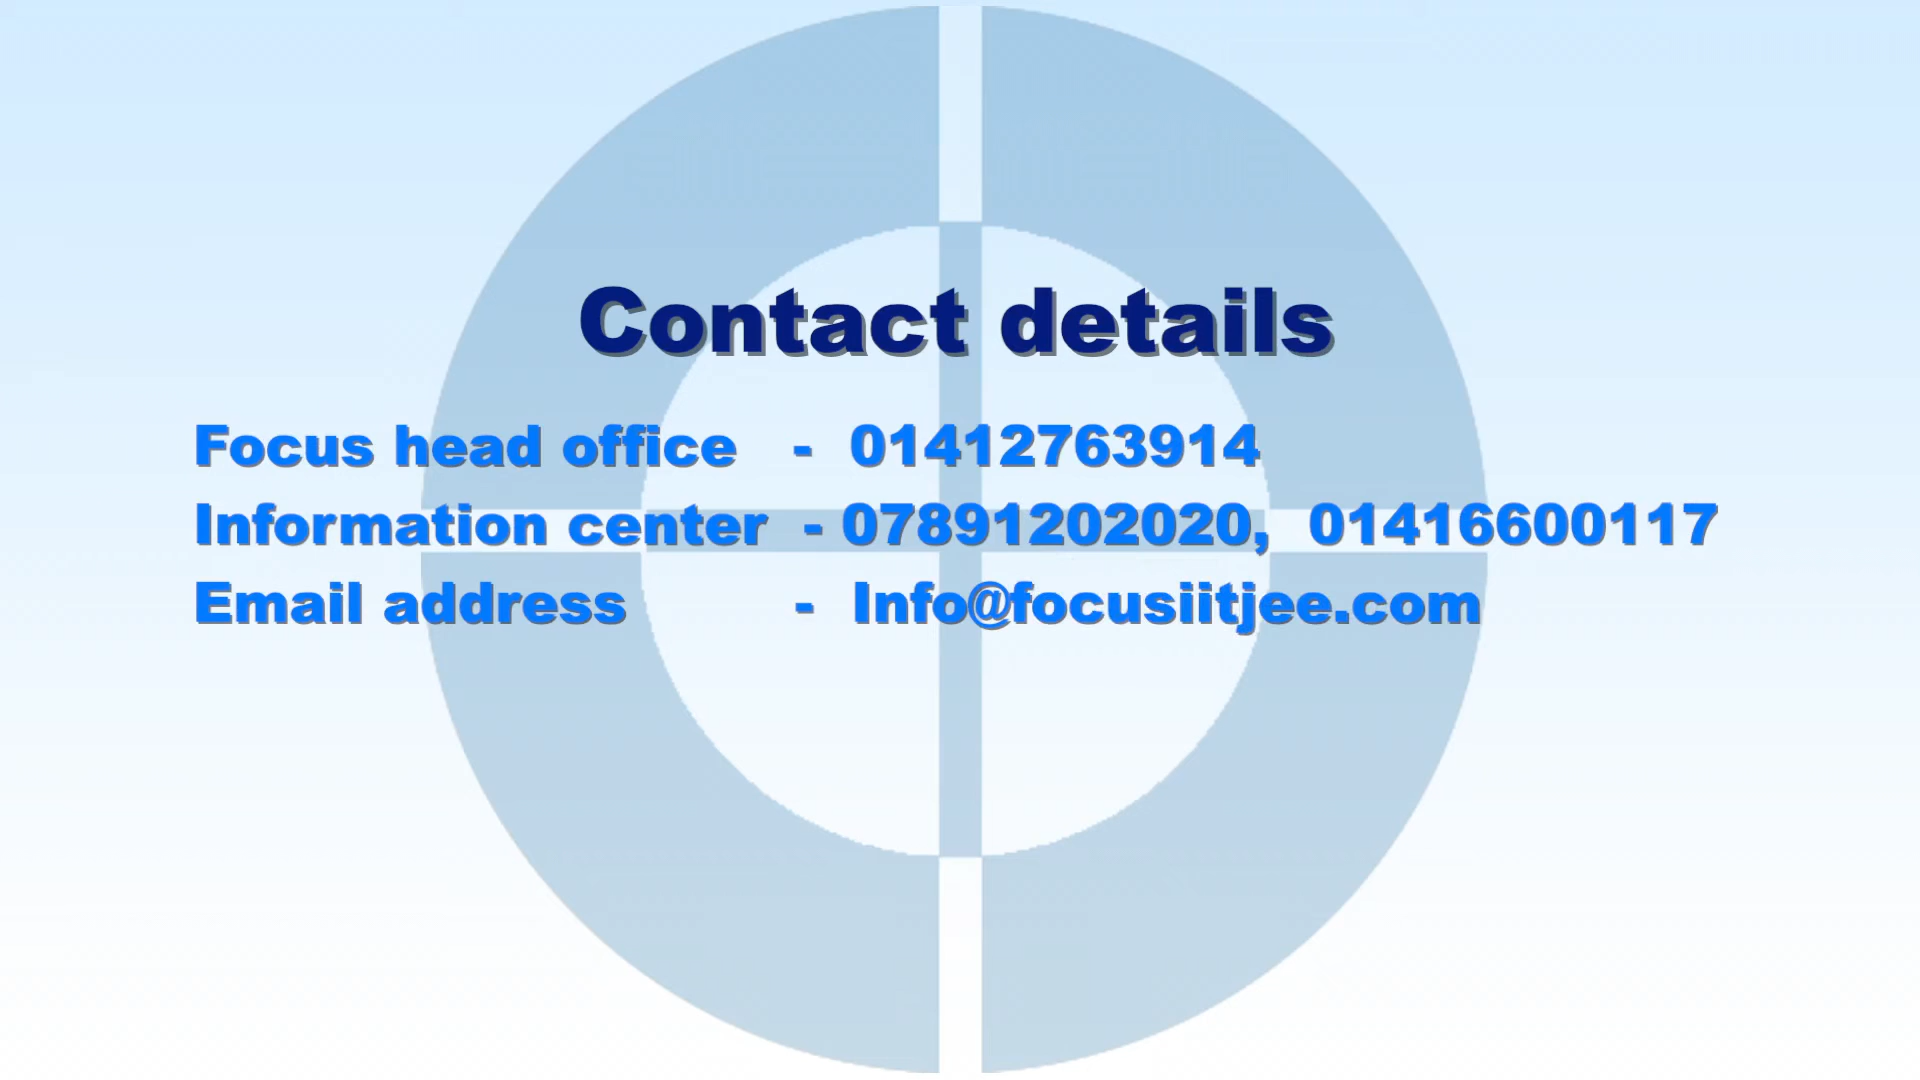 Contact details
Focus head office - 01412763914
Information center - 07891202020, 01416600117
Email address - Info@focusiitjee.com